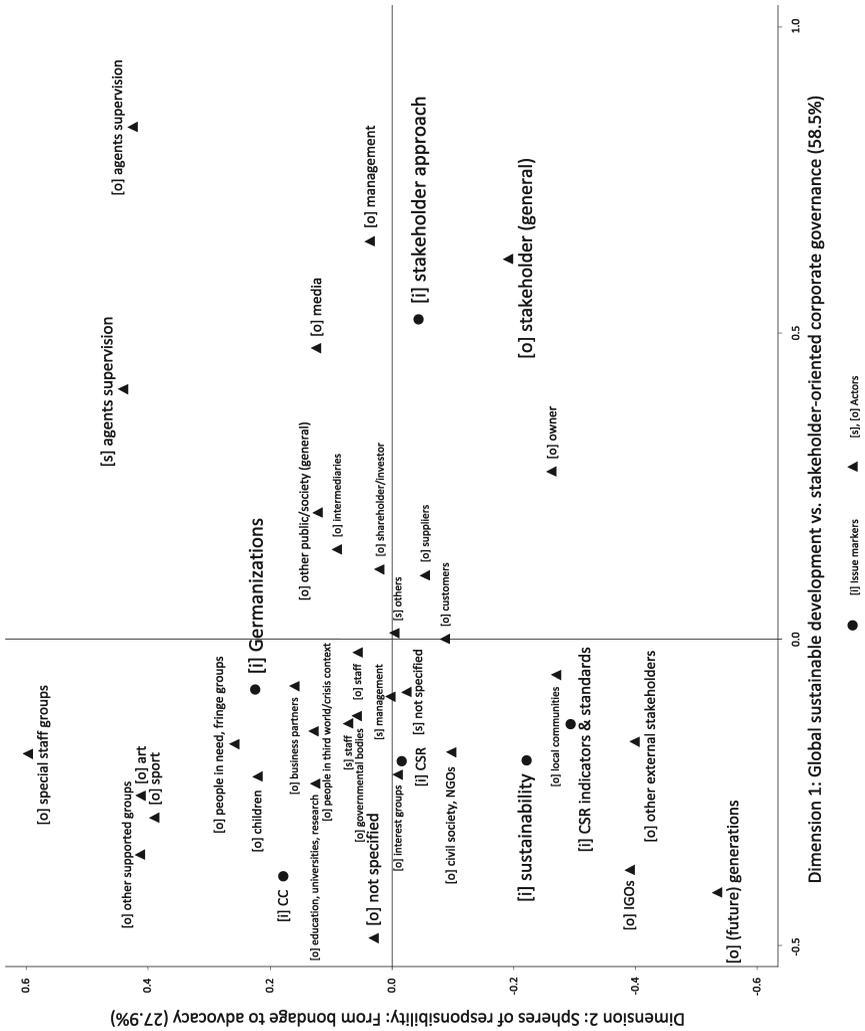 Dimension 2: Spheres of responsibility: From bondage to advocacy (27.9%)
0.6
0.4
0.2
0.0
-0.2
-0.4
-0.6
[o] agents supervision
[s] agents supervision
[o] management
[o] media
[i] stakeholder approach
[o] stakeholder (general)
[o] other public/society (general)
[o] intermediaries
[o] shareholder/investor
[o] owner
[o] suppliers
[s] others
[o] customers
[i] Germanizations
[o] special staff groups
[o] art
[o] sport
[o] other supported groups
[o] people in need, fringe groups
[o] children
[o] business partners
[o] people in third world/crisis context
[o] education, universities, research
[i] CC
[o] staff
[s] staff
[o] governmental bodies
[s] management
[o] not specified
[s] not specified
[i] CSR
[o] interest groups
[o] civil society, NGOs
[i] sustainability
[o] local communities
[i] CSR indicators & standards
[o] other external stakeholders
[o] IGOs
[o] (future) generations
-0.5
0.0
0.5
1.0
Dimension 1: Global sustainable development vs. stakeholder-oriented corporate governance (58.5%)
[i] Issue markers
[s], [o] Actors